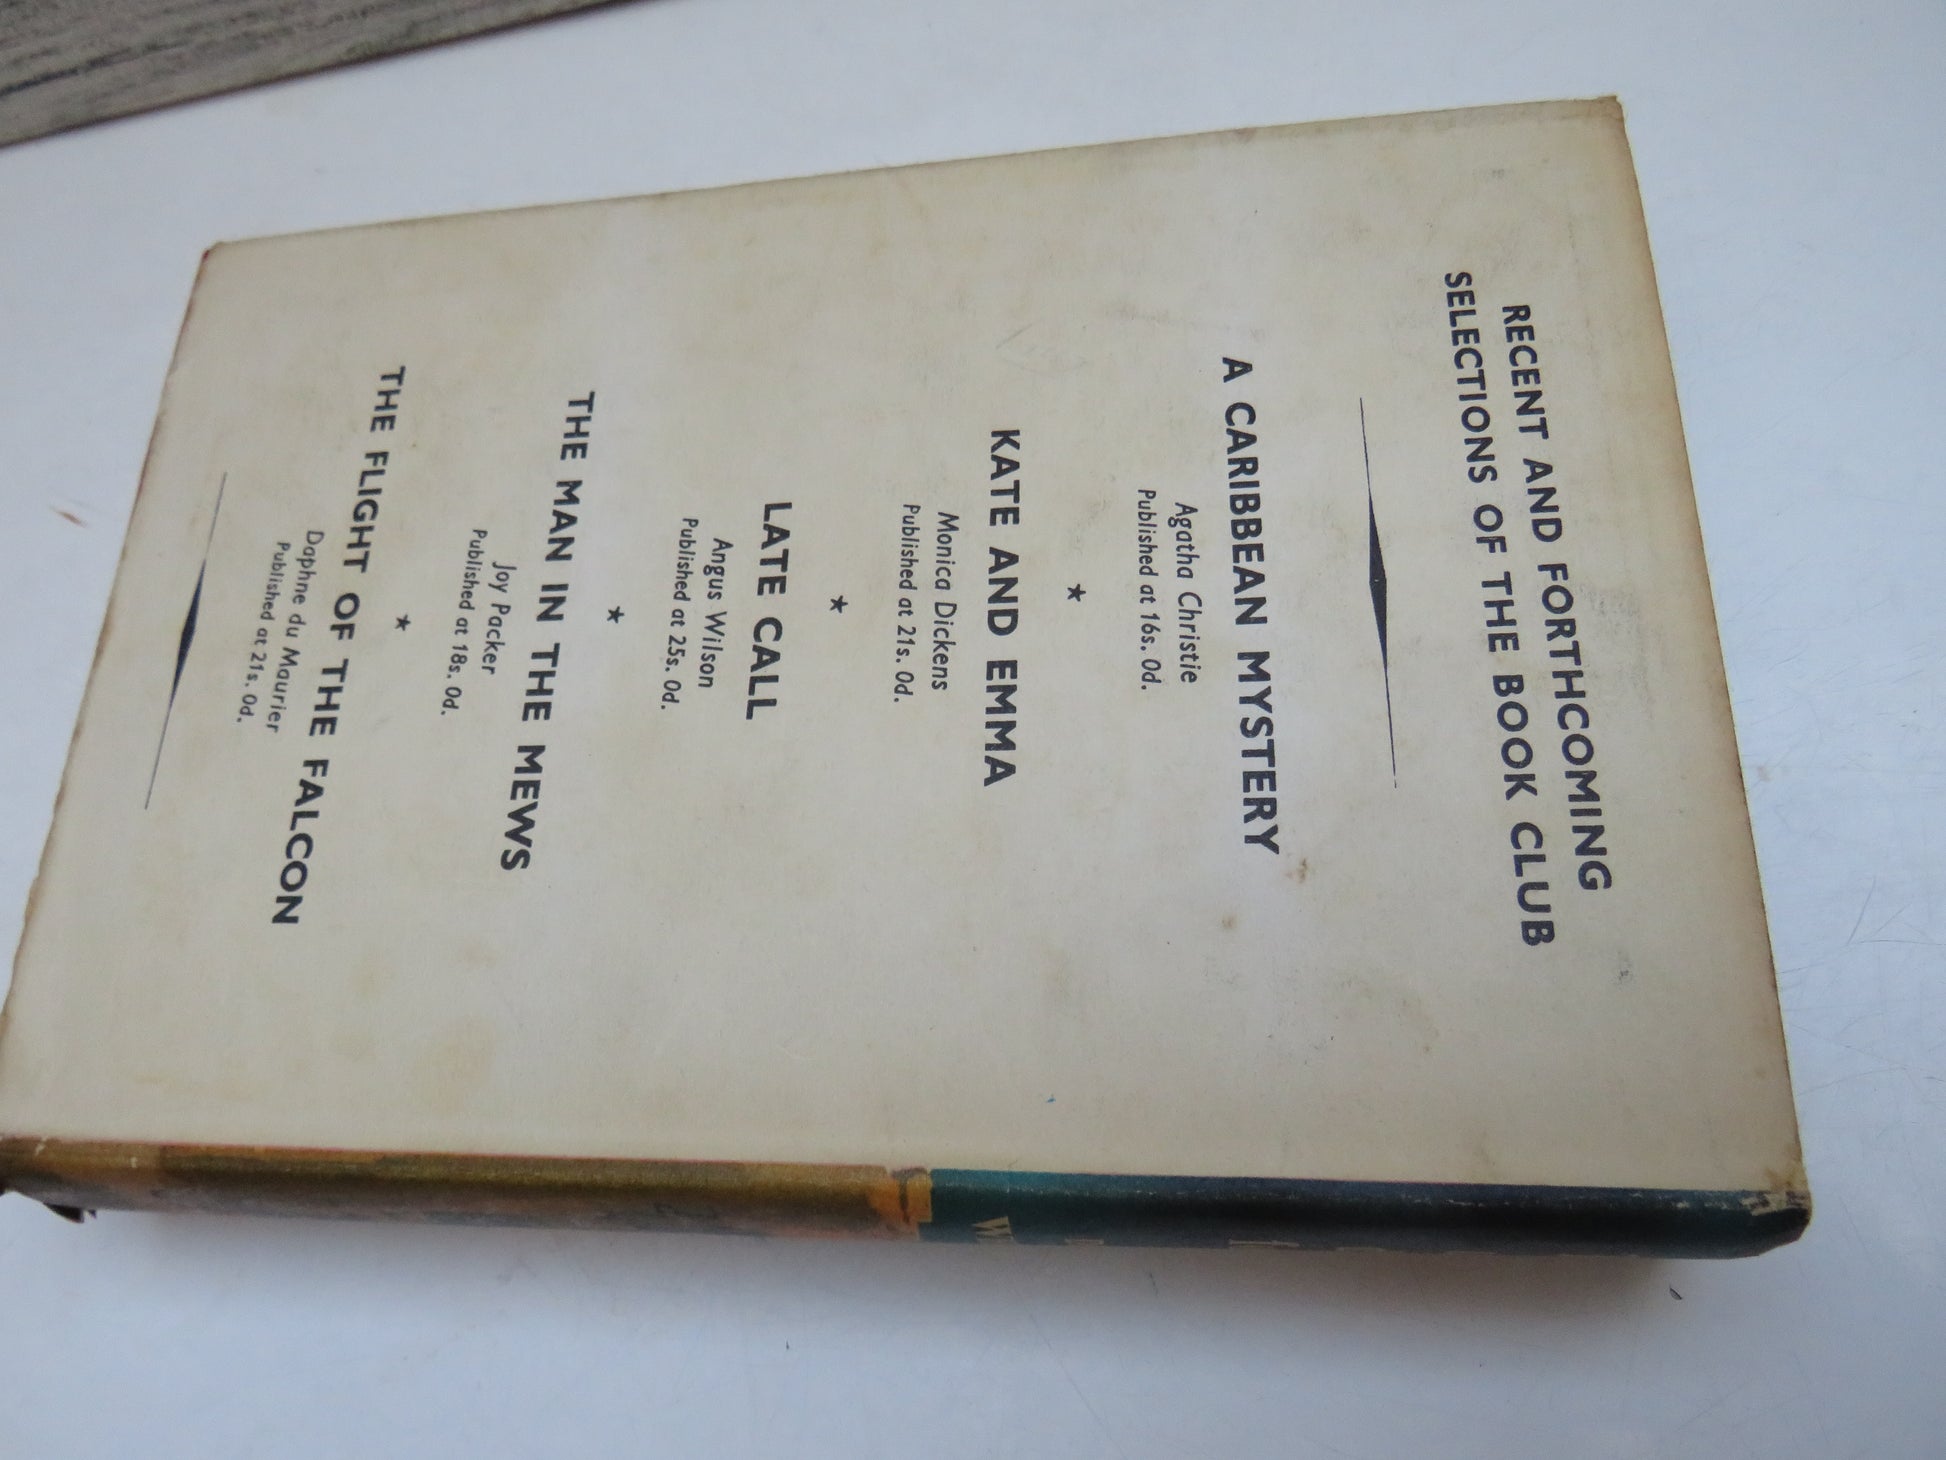 RECENT AND FORTHCOMING
SELECTIONS OF THE BOOK CLUB
A CARIBBEAN MYSTERY
Agatha Christie
Published at 16s. 0d.
★
KATE AND EMMA
Monica Dickens
Published at 21s. 0d.
★
LATE CALL
Angus Wilson
Published at 25s. 0d.
★
THE MAN IN THE MEWS
Joy Packer
Published at 18s. 0d.
★
THE FLIGHT OF THE FALCON
Daphne du Maurier
Published at 21s. 0d.